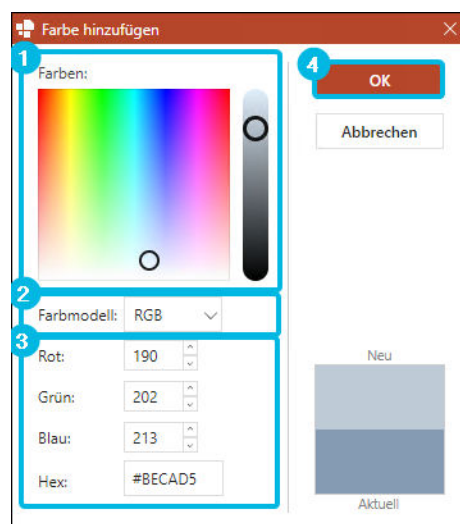 Farbe hinzufügen
1
Farben:
4
OK
Abbrechen
2
Farbmodell: RGB
3
Rot: 190
Grün: 202
Blau: 213
Hex: #BECAD5
Neu
Aktuell